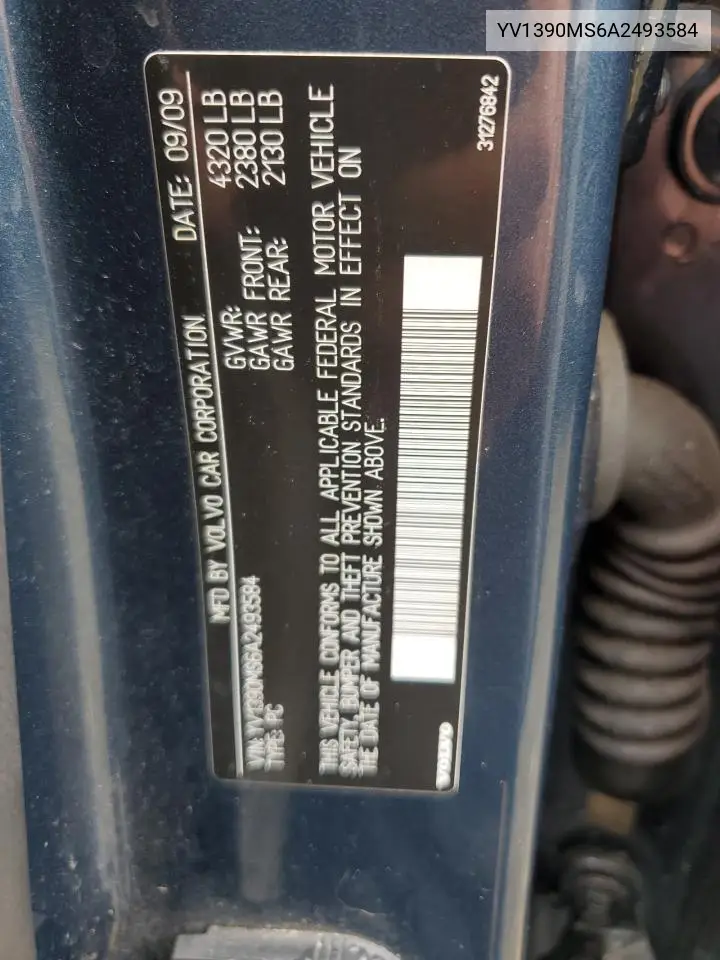 YV1390MS6A2493584
MFD BY VOLVO CAR CORPORATION DATE: 09/09
GVWR: 4320 LB
GAWR FRONT: 2380 LB
GAWR REAR: 2130 LB
VIN: YV1390MS6A2493584
TYPE: PC
THIS VEHICLE CONFORMS TO ALL APPLICABLE FEDERAL MOTOR VEHICLE
SAFETY, BUMPER AND THEFT PREVENTION STANDARDS IN EFFECT ON
THE DATE OF MANUFACTURE SHOWN ABOVE.
VOLVO
31276842